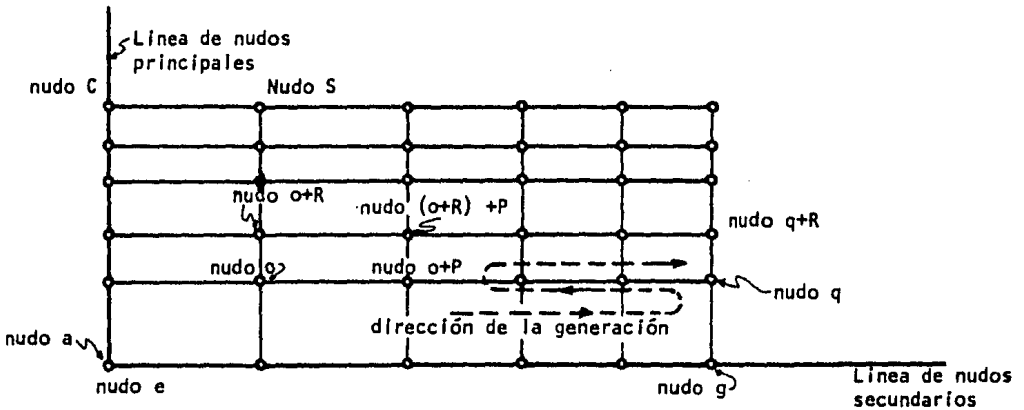 Linea de nudos
principales
nudo C
Nudo S
nudo o+R
nudo (o+R) +P
nudo q+R
nudo o
nudo o+P
nudo q
dirección de la generación
nudo a
nudo e
nudo g
Linea de nudos
secundarios